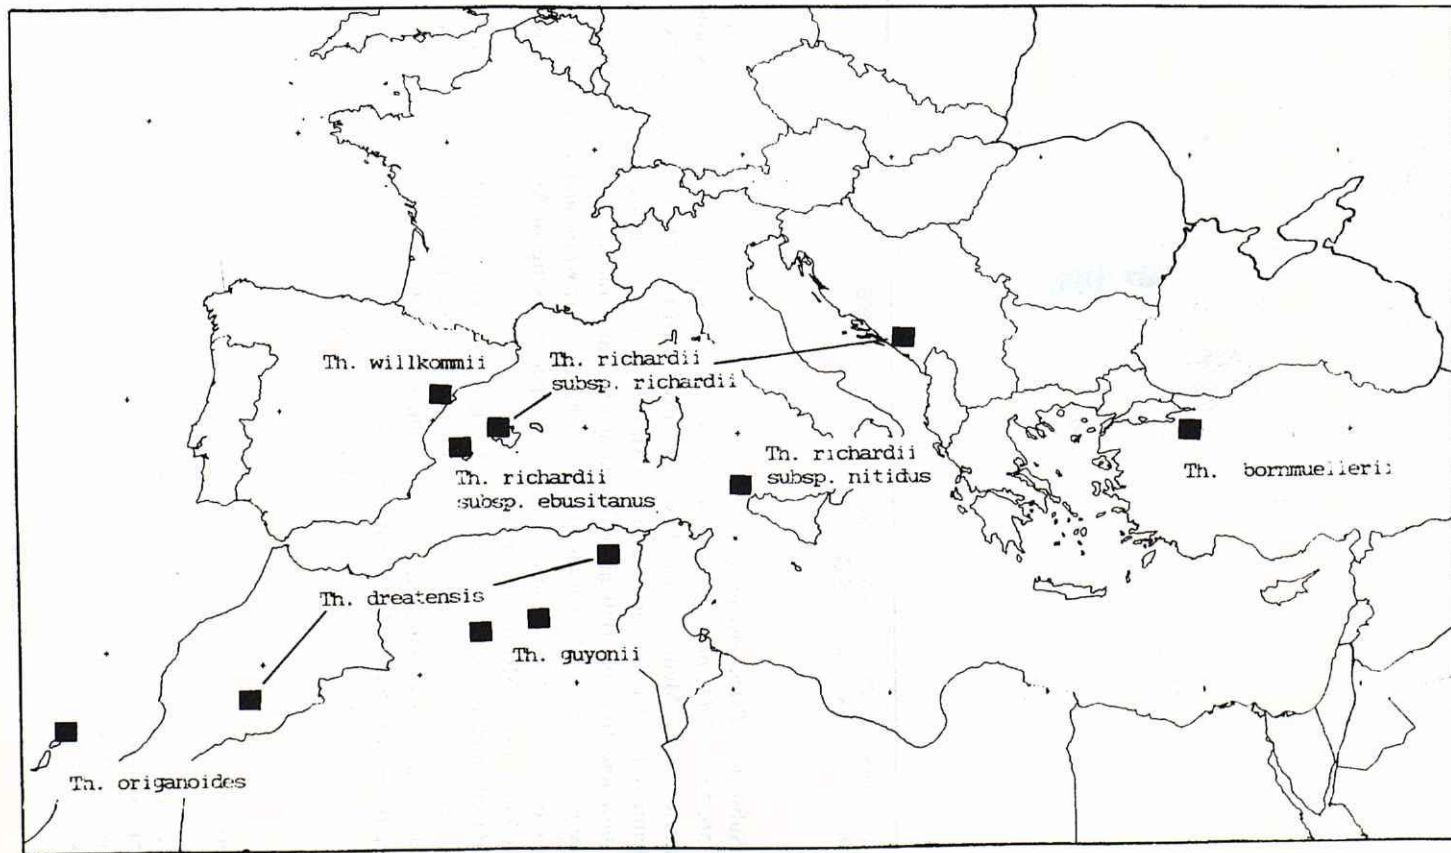 Th. willkommii
Th. richardii
subsp. richardii
Th. richardii
subsp. ebusitanus
Th. richardii
subsp. nitidus
Th. bornmuellerii
Th. dreatensis
Th. guyonii
Th. origanoides